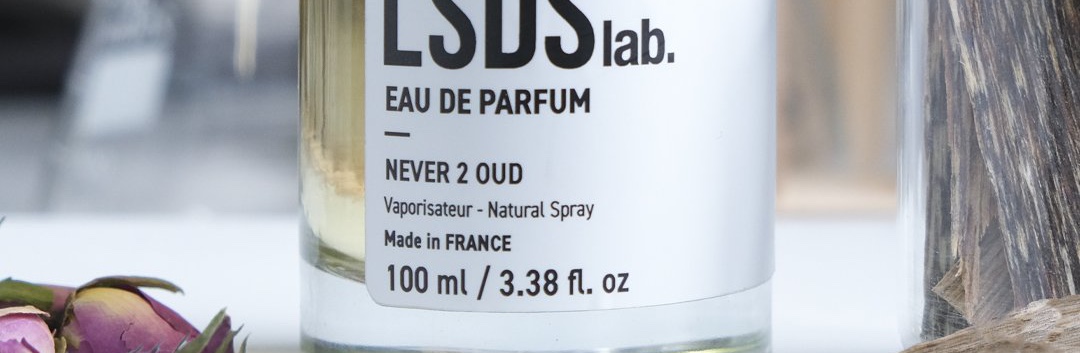 LSDS lab.
EAU DE PARFUM
NEVER 2 OUD
Vaporisateur - Natural Spray
Made in FRANCE
100 ml / 3.38 fl. oz